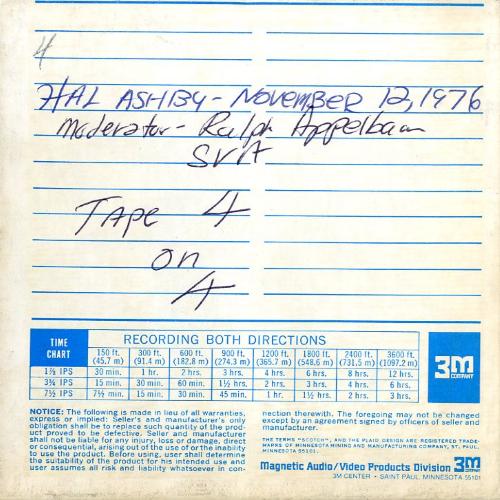 4
HAL ASHBY - NOVEMBER 12, 1976
Moderator - Ralph Appelbaum
SVA
TAPE 4
on
4
TIME CHART
RECORDING BOTH DIRECTIONS
150 ft. (45.7 m) 300 ft. (91.4 m) 600 ft. (182.8 m) 900 ft. (274.3 m) 1200 ft. (365.7 m) 1800 ft. (548.6 m) 2400 ft. (731.5 m) 3600 ft. (1097.2 m)
1⅞ IPS 30 min. 1 hr. 2 hrs. 3 hrs. 4 hrs. 6 hrs. 8 hrs. 12 hrs.
3¾ IPS 15 min. 30 min. 60 min. 1½ hrs. 2 hrs. 3 hrs. 4 hrs. 6 hrs.
7½ IPS 7½ min. 15 min. 30 min. 45 min. 1 hr. 1½ hrs. 2 hrs. 3 hrs.
3M
COMPANY
NOTICE: The following is made in lieu of all warranties,
express or implied: Seller's and manufacturer's only
obligation shall be to replace such quantity of the prod-
uct proved to be defective. Seller and manufacturer
shall not be liable for any injury, loss or damage, direct
or consequential, arising out of the use of or the inability
to use the product. Before using, user shall determine
the suitability of the product for his intended use and
user assumes all risk and liability whatsoever in con-
nection therewith. The foregoing may not be changed
except by an agreement signed by officers of seller and
manufacturer.
THE TERMS "SCOTCH", AND THE PLAID DESIGN ARE REGISTERED TRADE-
MARKS OF MINNESOTA MINING AND MANUFACTURING COMPANY, ST. PAUL,
MINNESOTA 55101.
Magnetic Audio/Video Products Division 3M COMPANY
3M CENTER • SAINT PAUL, MINNESOTA 55101